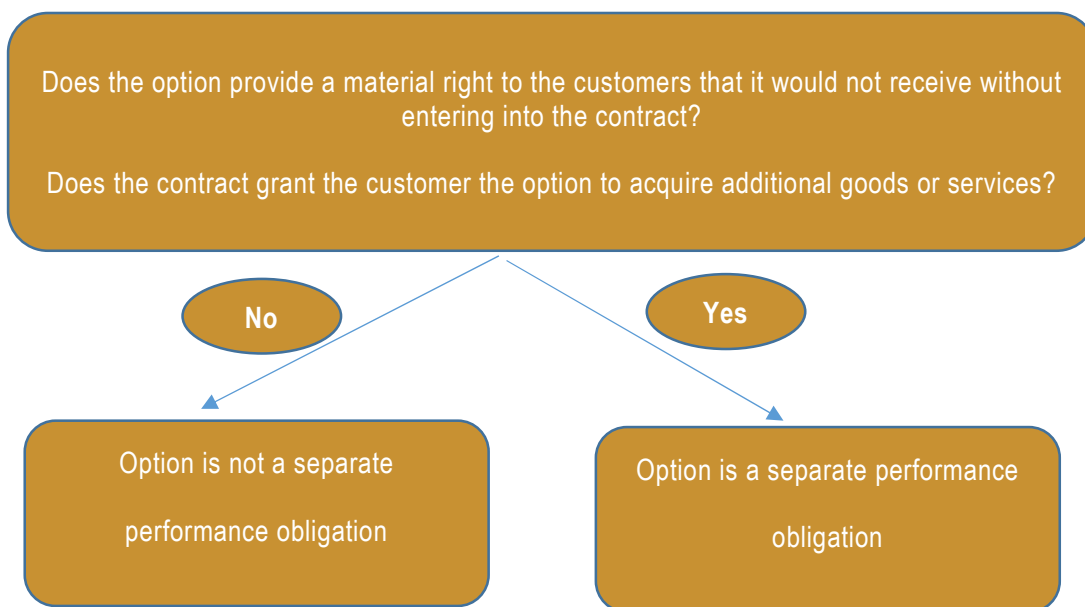 Does the option provide a material right to the customers that it would not receive without
entering into the contract?
Does the contract grant the customer the option to acquire additional goods or services?
No
Yes
Option is not a separate
performance obligation
Option is a separate performance
obligation